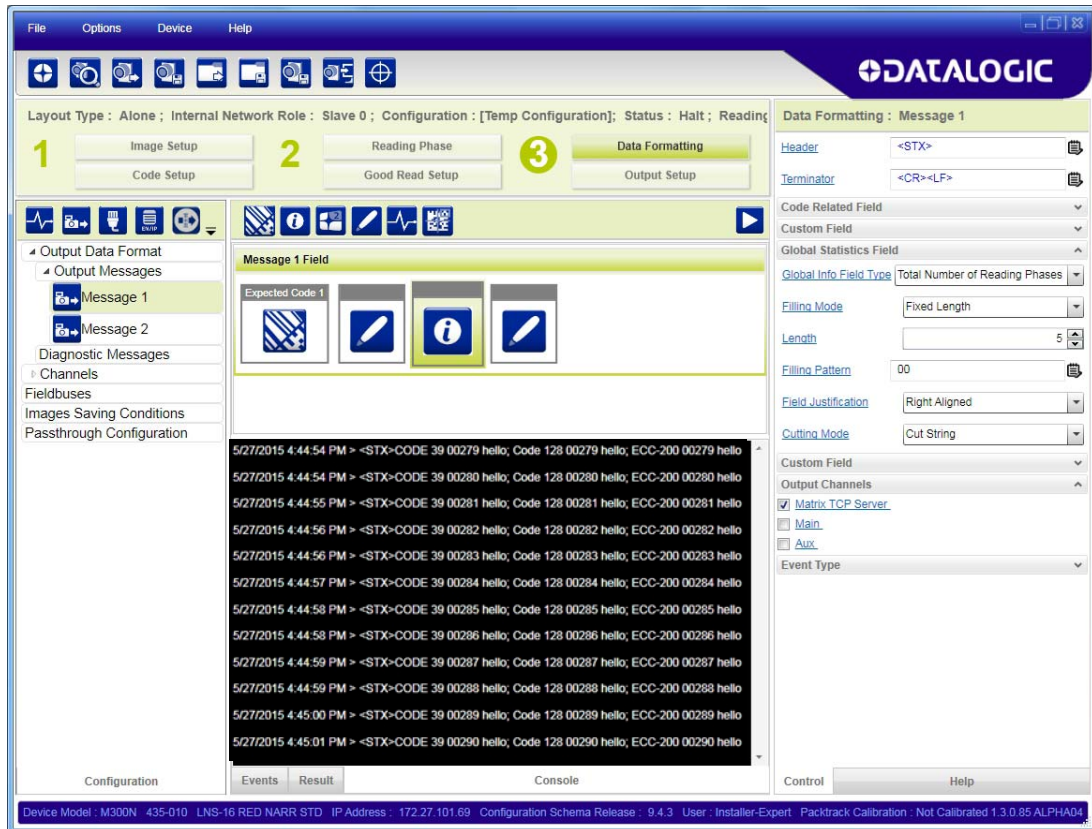 File Options Device Help
DATALOGIC
Layout Type : Alone ; Internal Network Role : Slave 0 ; Configuration : [Temp Configuration]; Status : Halt ; Reading
1 Image Setup 2 Reading Phase 3 Data Formatting
Code Setup Good Read Setup Output Setup
EN/IP
Output Data Format
Output Messages
Message 1
Message 2
Diagnostic Messages
Channels
Fieldbuses
Images Saving Conditions
Passthrough Configuration
Configuration
Message 1 Field
Expected Code 1
5/27/2015 4:44:54 PM > <STX>CODE 39 00279 hello; Code 128 00279 hello; ECC-200 00279 hello
5/27/2015 4:44:54 PM > <STX>CODE 39 00280 hello; Code 128 00280 hello; ECC-200 00280 hello
5/27/2015 4:44:55 PM > <STX>CODE 39 00281 hello; Code 128 00281 hello; ECC-200 00281 hello
5/27/2015 4:44:56 PM > <STX>CODE 39 00282 hello; Code 128 00282 hello; ECC-200 00282 hello
5/27/2015 4:44:56 PM > <STX>CODE 39 00283 hello; Code 128 00283 hello; ECC-200 00283 hello
5/27/2015 4:44:57 PM > <STX>CODE 39 00284 hello; Code 128 00284 hello; ECC-200 00284 hello
5/27/2015 4:44:58 PM > <STX>CODE 39 00285 hello; Code 128 00285 hello; ECC-200 00285 hello
5/27/2015 4:44:58 PM > <STX>CODE 39 00286 hello; Code 128 00286 hello; ECC-200 00286 hello
5/27/2015 4:44:59 PM > <STX>CODE 39 00287 hello; Code 128 00287 hello; ECC-200 00287 hello
5/27/2015 4:44:59 PM > <STX>CODE 39 00288 hello; Code 128 00288 hello; ECC-200 00288 hello
5/27/2015 4:45:00 PM > <STX>CODE 39 00289 hello; Code 128 00289 hello; ECC-200 00289 hello
5/27/2015 4:45:01 PM > <STX>CODE 39 00290 hello; Code 128 00290 hello; ECC-200 00290 hello
Events Result Console
Data Formatting : Message 1
Header <STX>
Terminator <CR><LF>
Code Related Field
Custom Field
Global Statistics Field
Global Info Field Type Total Number of Reading Phases
Filling Mode Fixed Length
Length 5
Filling Pattern 00
Field Justification Right Aligned
Cutting Mode Cut String
Custom Field
Output Channels
Matrix TCP Server
Main
Aux
Event Type
Control Help
Device Model : M300N 435-010 LNS-16 RED NARR STD IP Address : 172.27.101.69 Configuration Schema Release : 9.4.3 User : Installer-Expert Packtrack Calibration : Not Calibrated 1.3.0.85 ALPHA04